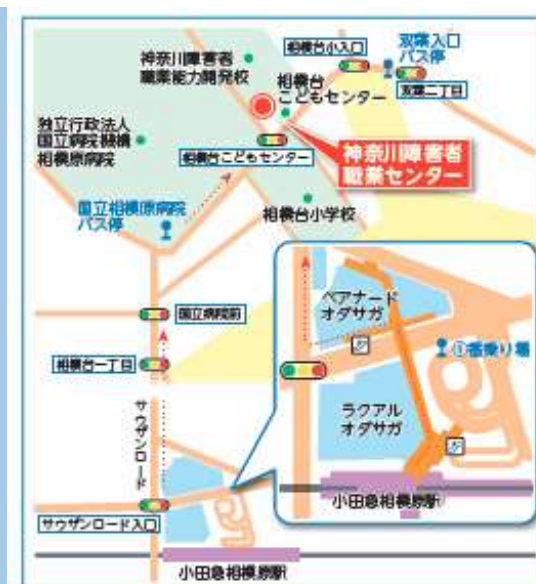 相模台小入口
双葉入口
バス停
神奈川障害者
職業能力開発校
相模台
こどもセンター
双葉二丁目
独立行政法人
国立病院機構
相模原病院
相模台こどもセンター
神奈川障害者
職業センター
国立相模原病院
バス停
相模台小学校
国立病院前
ペアナード
オダサガ
相模台一丁目
①番乗り場
サウザンロード
ラクアル
オダサガ
小田急相模原駅
サウザンロード入口
小田急相模原駅